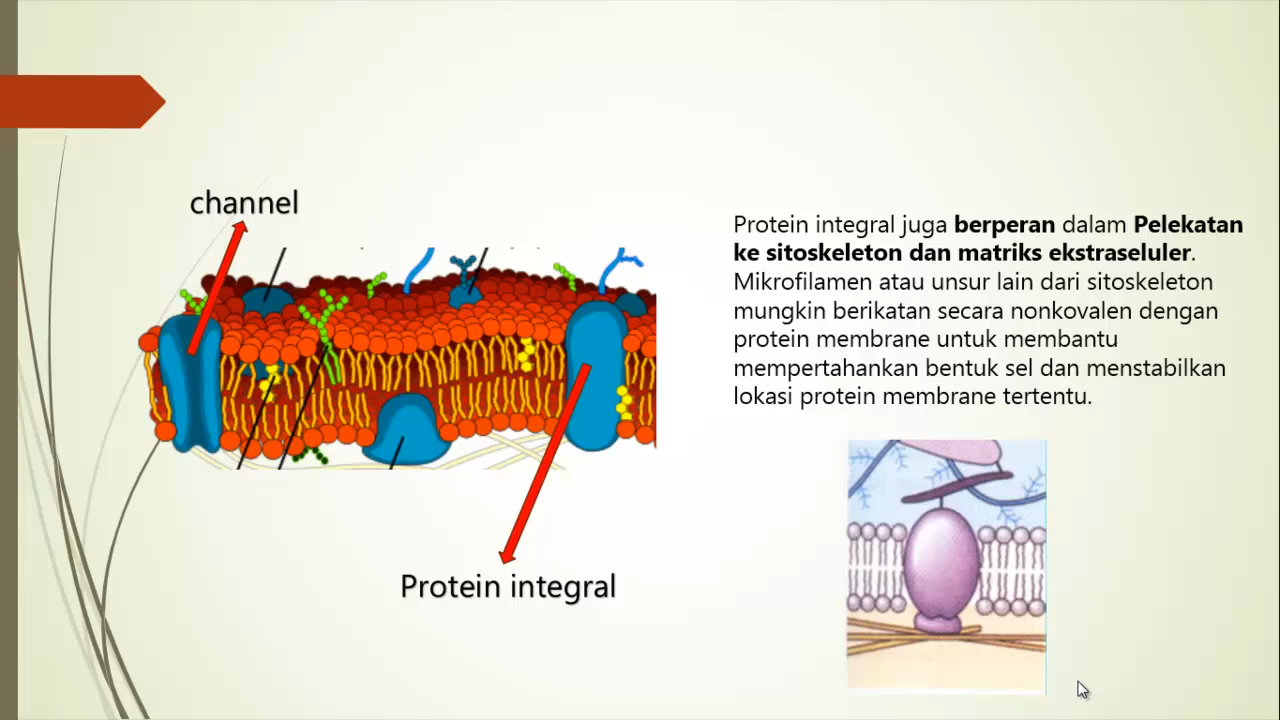 channel
Protein integral juga berperan dalam Pelekatan
ke sitoskeleton dan matriks ekstraseluler.
Mikrofilamen atau unsur lain dari sitoskeleton
mungkin berikatan secara nonkovalen dengan
protein membrane untuk membantu
mempertahankan bentuk sel dan menstabilkan
lokasi protein membrane tertentu.
Protein integral